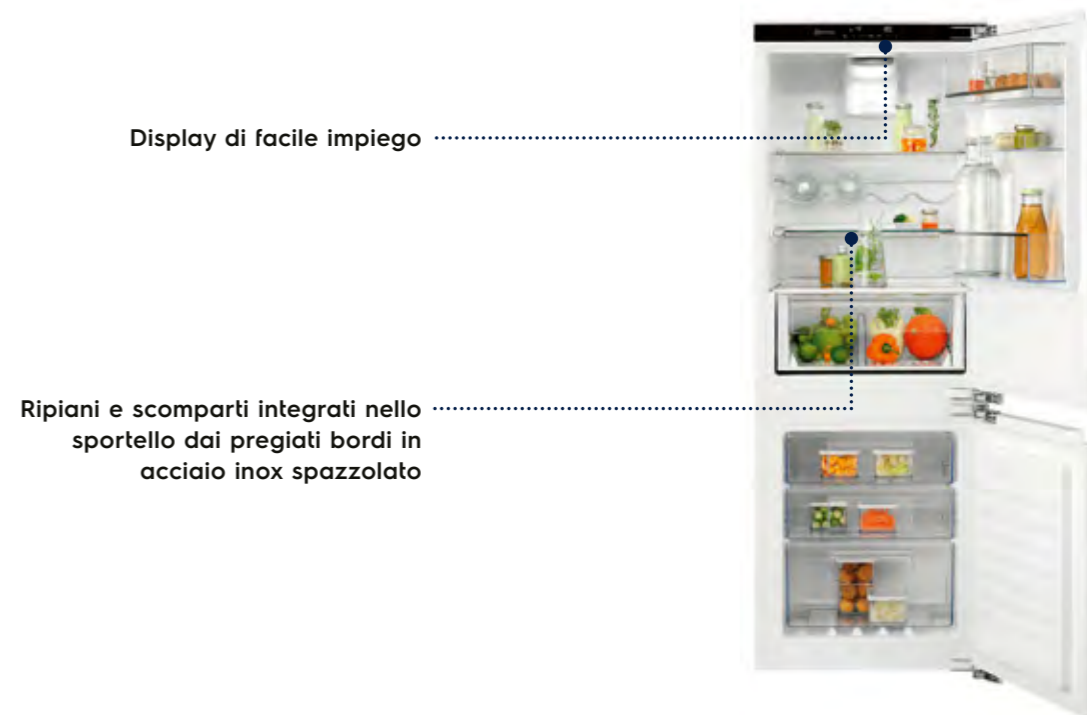 Display di facile impiego
Ripiani e scomparti integrati nello
sportello dai pregiati bordi in
acciaio inox spazzolato